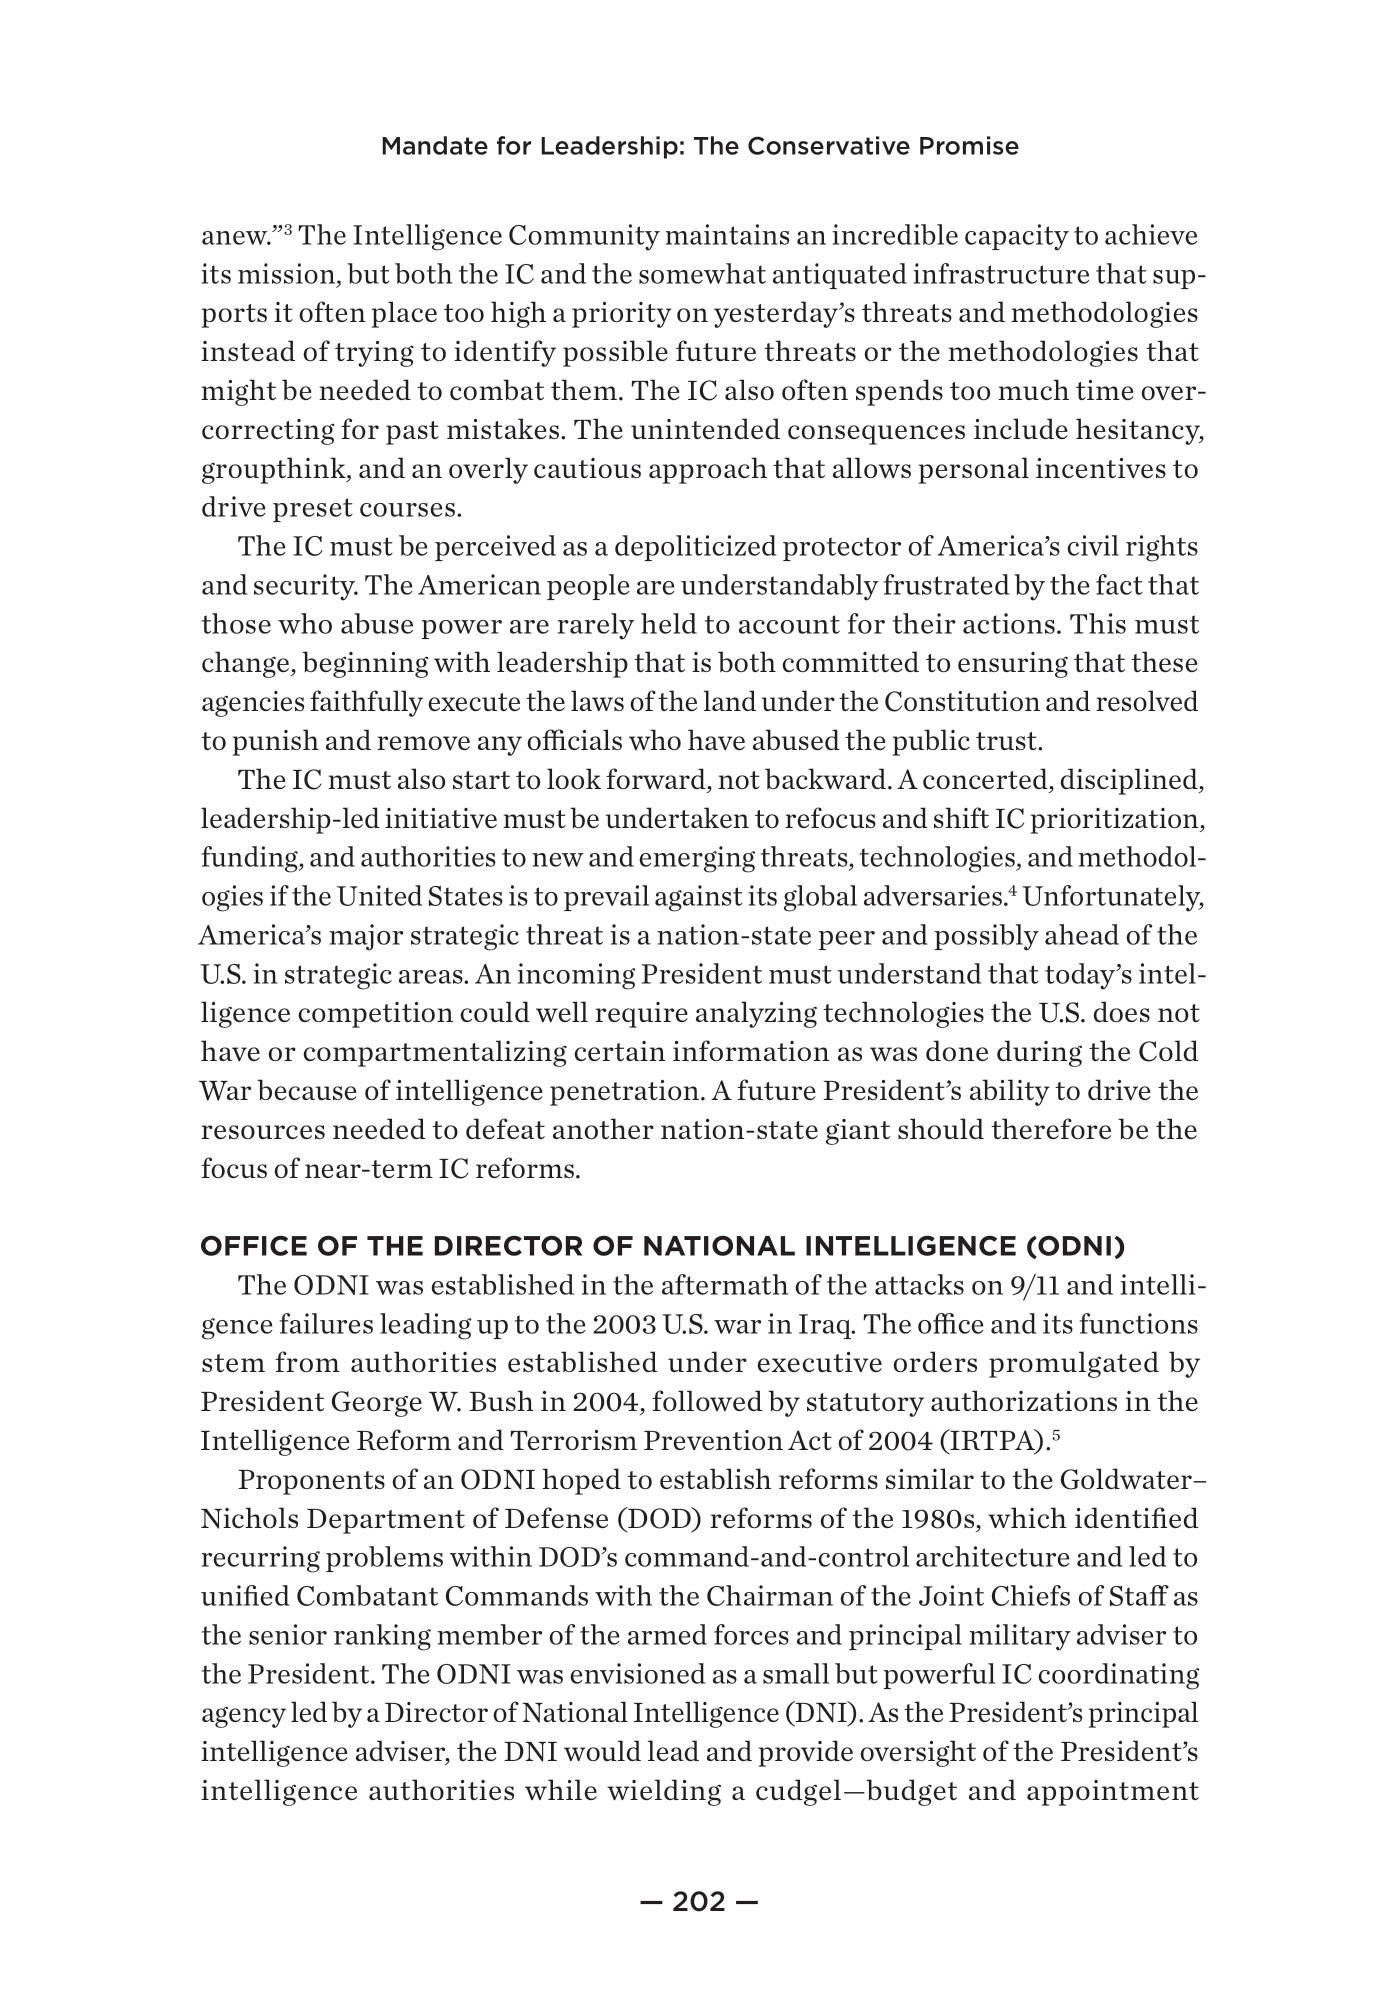 Mandate for Leadership: The Conservative Promise
anew.”³ The Intelligence Community maintains an incredible capacity to achieve
its mission, but both the IC and the somewhat antiquated infrastructure that sup-
ports it often place too high a priority on yesterday’s threats and methodologies
instead of trying to identify possible future threats or the methodologies that
might be needed to combat them. The IC also often spends too much time over-
correcting for past mistakes. The unintended consequences include hesitancy,
groupthink, and an overly cautious approach that allows personal incentives to
drive preset courses.
The IC must be perceived as a depoliticized protector of America’s civil rights
and security. The American people are understandably frustrated by the fact that
those who abuse power are rarely held to account for their actions. This must
change, beginning with leadership that is both committed to ensuring that these
agencies faithfully execute the laws of the land under the Constitution and resolved
to punish and remove any officials who have abused the public trust.
The IC must also start to look forward, not backward. A concerted, disciplined,
leadership-led initiative must be undertaken to refocus and shift IC prioritization,
funding, and authorities to new and emerging threats, technologies, and methodol-
ogies if the United States is to prevail against its global adversaries.⁴ Unfortunately,
America’s major strategic threat is a nation-state peer and possibly ahead of the
U.S. in strategic areas. An incoming President must understand that today’s intel-
ligence competition could well require analyzing technologies the U.S. does not
have or compartmentalizing certain information as was done during the Cold
War because of intelligence penetration. A future President’s ability to drive the
resources needed to defeat another nation-state giant should therefore be the
focus of near-term IC reforms.
OFFICE OF THE DIRECTOR OF NATIONAL INTELLIGENCE (ODNI)
The ODNI was established in the aftermath of the attacks on 9/11 and intelli-
gence failures leading up to the 2003 U.S. war in Iraq. The office and its functions
stem from authorities established under executive orders promulgated by
President George W. Bush in 2004, followed by statutory authorizations in the
Intelligence Reform and Terrorism Prevention Act of 2004 (IRTPA).⁵
Proponents of an ODNI hoped to establish reforms similar to the Goldwater–
Nichols Department of Defense (DOD) reforms of the 1980s, which identified
recurring problems within DOD’s command-and-control architecture and led to
unified Combatant Commands with the Chairman of the Joint Chiefs of Staff as
the senior ranking member of the armed forces and principal military adviser to
the President. The ODNI was envisioned as a small but powerful IC coordinating
agency led by a Director of National Intelligence (DNI). As the President’s principal
intelligence adviser, the DNI would lead and provide oversight of the President’s
intelligence authorities while wielding a cudgel—budget and appointment
— 202 —